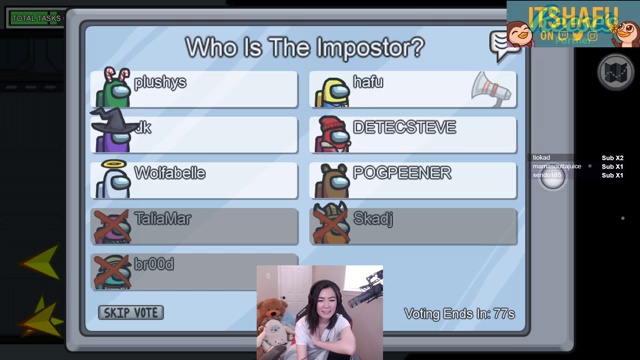 TOTAL TASKS
ITSHAFU
ON
Who Is The Impostor?
plushys
hafu
dk
DETECSTEVE
Wolfabelle
POGPEENER
TaliaMar
Skadj
br00d
SKIP VOTE
Voting Ends In: 77s
Sub X2
Sub X1
Sub X1